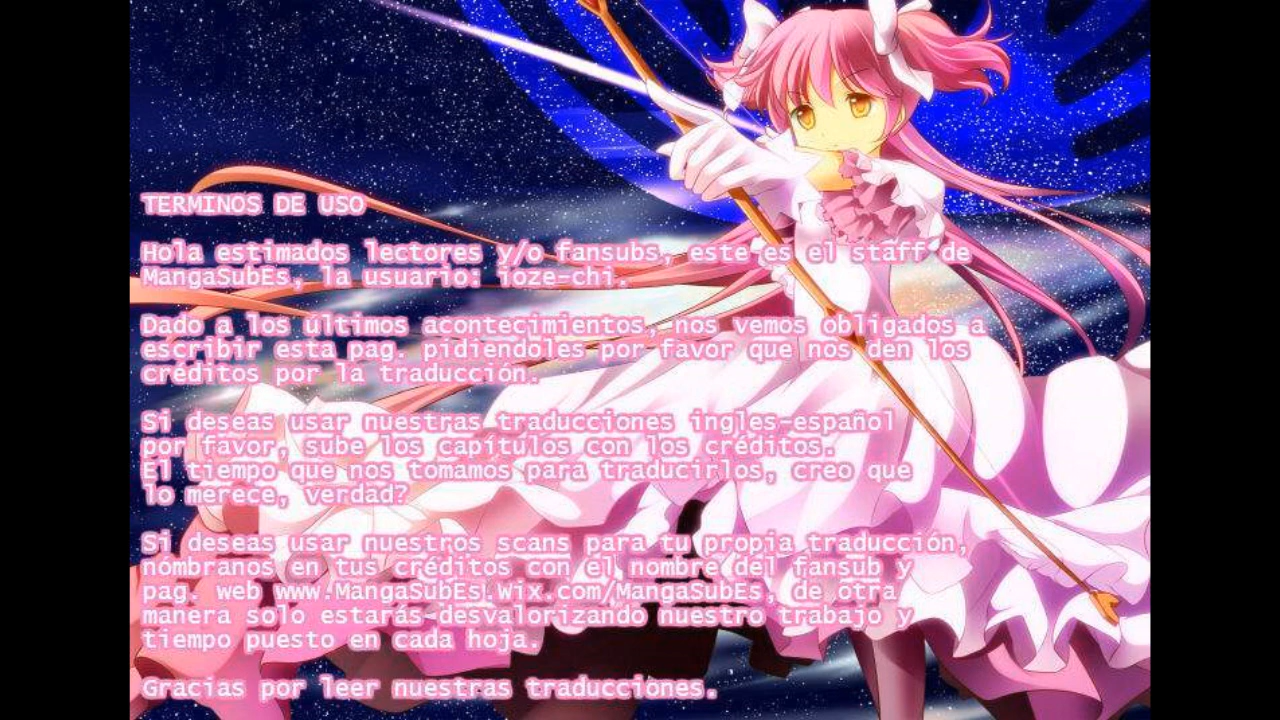 TERMINOS DE USO
Hola estimados lectores y/o fansubs, este es el staff de
MangaSubEs, la usuario: ioze-chi.
Dado a los últimos acontecimientos, nos vemos obligados a
escribir esta pag. pidiendoles por favor que nos den los
créditos por la traducción.
Si deseas usar nuestras traducciones ingles-español
por favor, sube los capítulos con los créditos.
El tiempo que nos tomamos para traducirlos, creo que
lo merece, verdad?
Si deseas usar nuestros scans para tu propia traducción,
nómbranos en tus créditos con el nombre del fansub y
pag. web www.MangaSubEs.Wix.com/MangaSubEs, de otra
manera solo estarás desvalorizando nuestro trabajo y
tiempo puesto en cada hoja.
Gracias por leer nuestras traducciones.